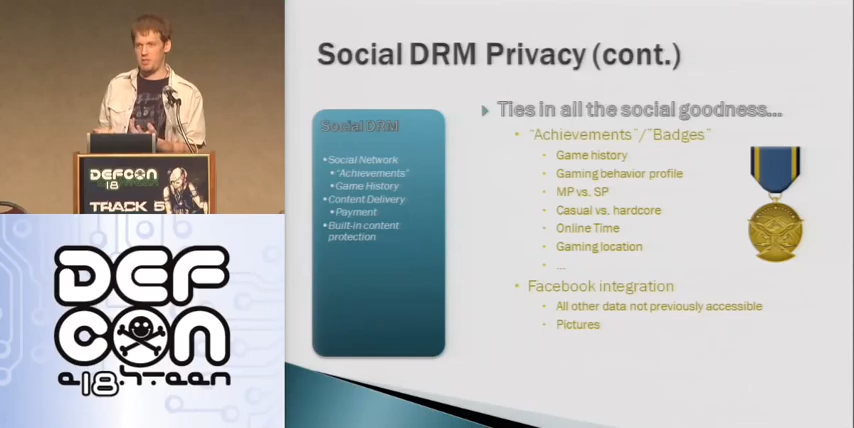 Social DRM Privacy (cont.)
Social DRM
•Social Network
•"Achievements"
•Game History
•Content Delivery
•Payment
•Built-in content
protection
Ties in all the social goodness...
• "Achievements"/"Badges"
- Game history
- Gaming behavior profile
- MP vs. SP
- Casual vs. hardcore
- Online Time
- Gaming location
- ...
• Facebook integration
- All other data not previously accessible
- Pictures
DEFCON
18
TRACK 5
DEF
CON
e18hteen